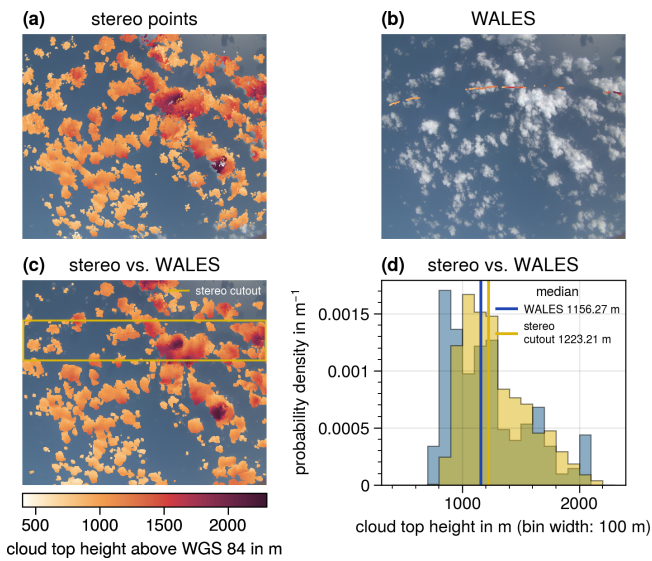 (a) stereo points
(b) WALES
(c) stereo vs. WALES
stereo cutout
500 1000 1500 2000
cloud top height above WGS 84 in m
(d) stereo vs. WALES
probability density in m⁻¹
0.0015
0.001
0.0005
0
median
WALES 1156.27 m
stereo
cutout 1223.21 m
1000 2000
cloud top height in m (bin width: 100 m)